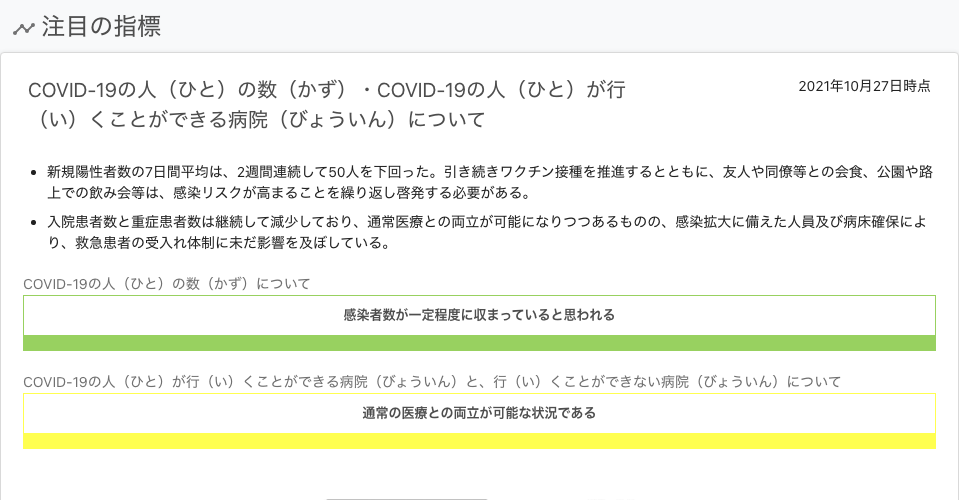 注目の指標
COVID-19の人（ひと）の数（かず）・COVID-19の人（ひと）が行
（い）くことができる病院（びょういん）について
2021年10月27日時点
新規陽性者数の7日間平均は、2週間連続して50人を下回った。引き続きワクチン接種を推進するとともに、友人や同僚等との会食、公園や路
上での飲み会等は、感染リスクが高まることを繰り返し啓発する必要がある。
入院患者数と重症患者数は継続して減少しており、通常医療との両立が可能になりつつあるものの、感染拡大に備えた人員及び病床確保によ
り、救急患者の受入れ体制に未だ影響を及ぼしている。
COVID-19の人（ひと）の数（かず）について
感染者数が一定程度に収まっていると思われる
COVID-19の人（ひと）が行（い）くことができる病院（びょういん）と、行（い）くことができない病院（びょういん）について
通常の医療との両立が可能な状況である